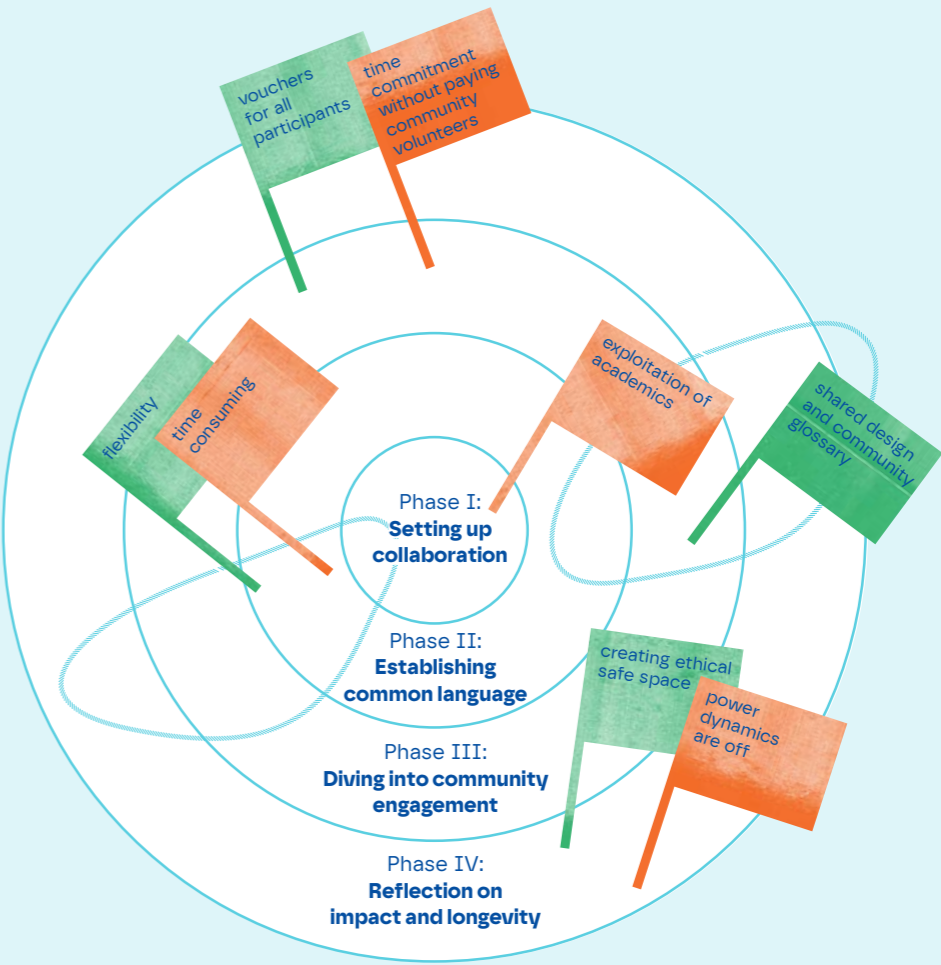 vouchers
for all
participants
time
commitment
without paying
community
volunteers
flexibility
time
consuming
exploitation of
academics
shared design
and community
glossary
Phase I:
Setting up
collaboration
Phase II:
Establishing
common language
creating ethical
safe space
power
dynamics
are off
Phase III:
Diving into community
engagement
Phase IV:
Reflection on
impact and longevity